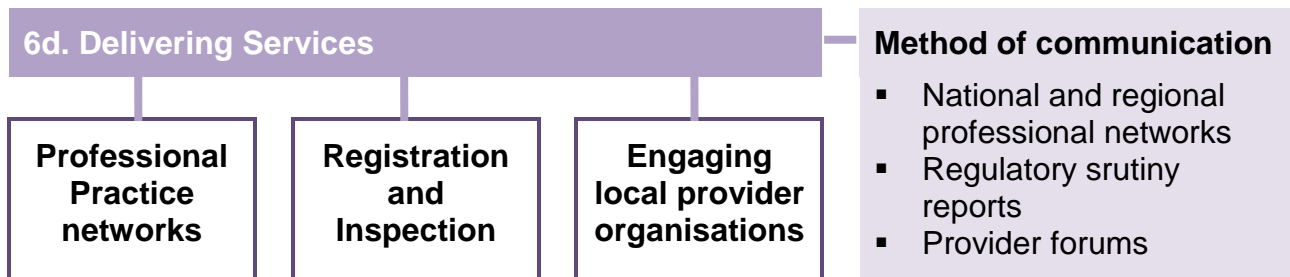 6d. Delivering Services
Professional
Practice
networks
Registration
and
Inspection
Engaging
local provider
organisations
Method of communication
▪ National and regional
professional networks
▪ Regulatory srutiny
reports
▪ Provider forums